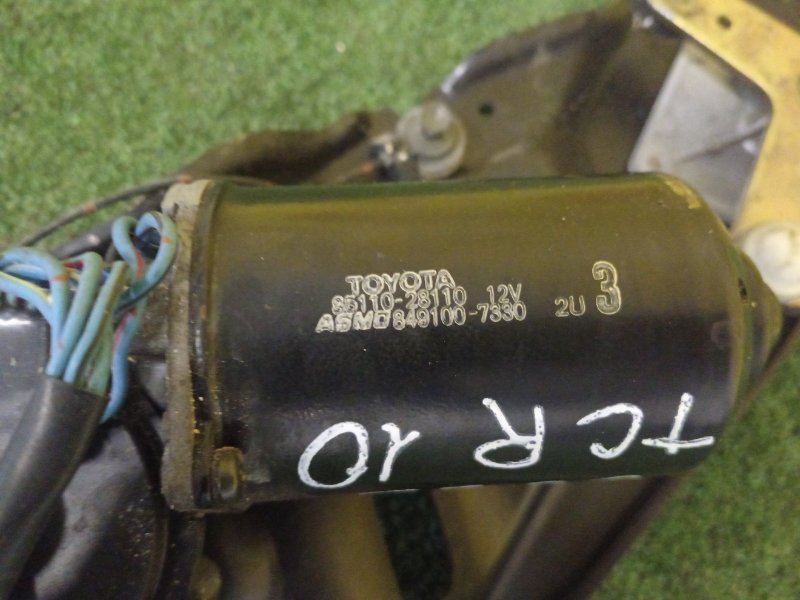 TOYOTA
85110-28110 12V
ASMO 849100-7330 2U 3
TCR 10